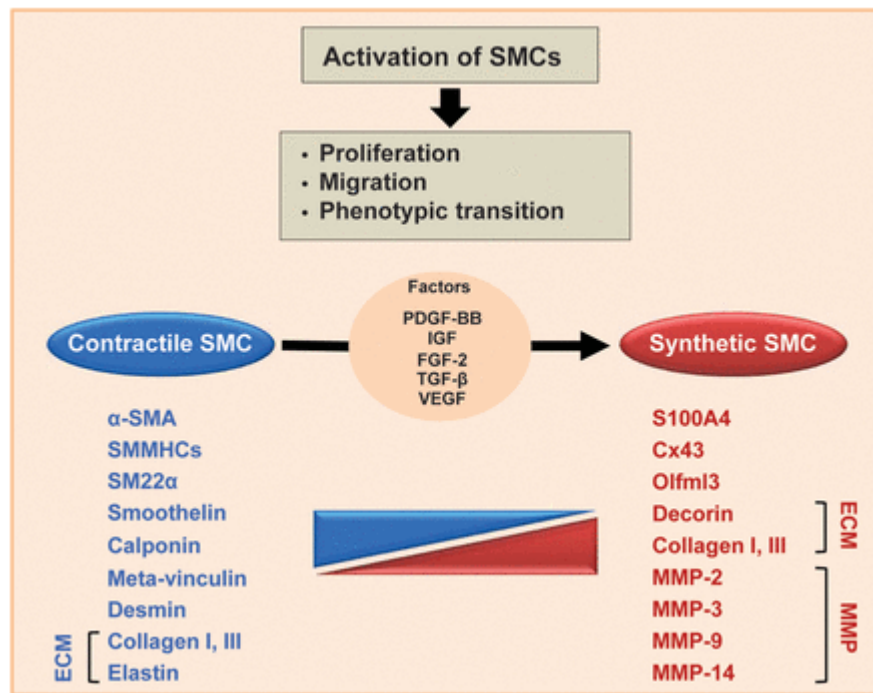 Activation of SMCs
• Proliferation
• Migration
• Phenotypic transition
Factors
PDGF-BB
IGF
FGF-2
TGF-β
VEGF
Contractile SMC
Synthetic SMC
α-SMA
SMMHCs
SM22α
Smoothelin
Calponin
Meta-vinculin
Desmin
Collagen I, III
Elastin
ECM
S100A4
Cx43
Olfml3
Decorin
Collagen I, III
ECM
MMP-2
MMP-3
MMP-9
MMP-14
MMP